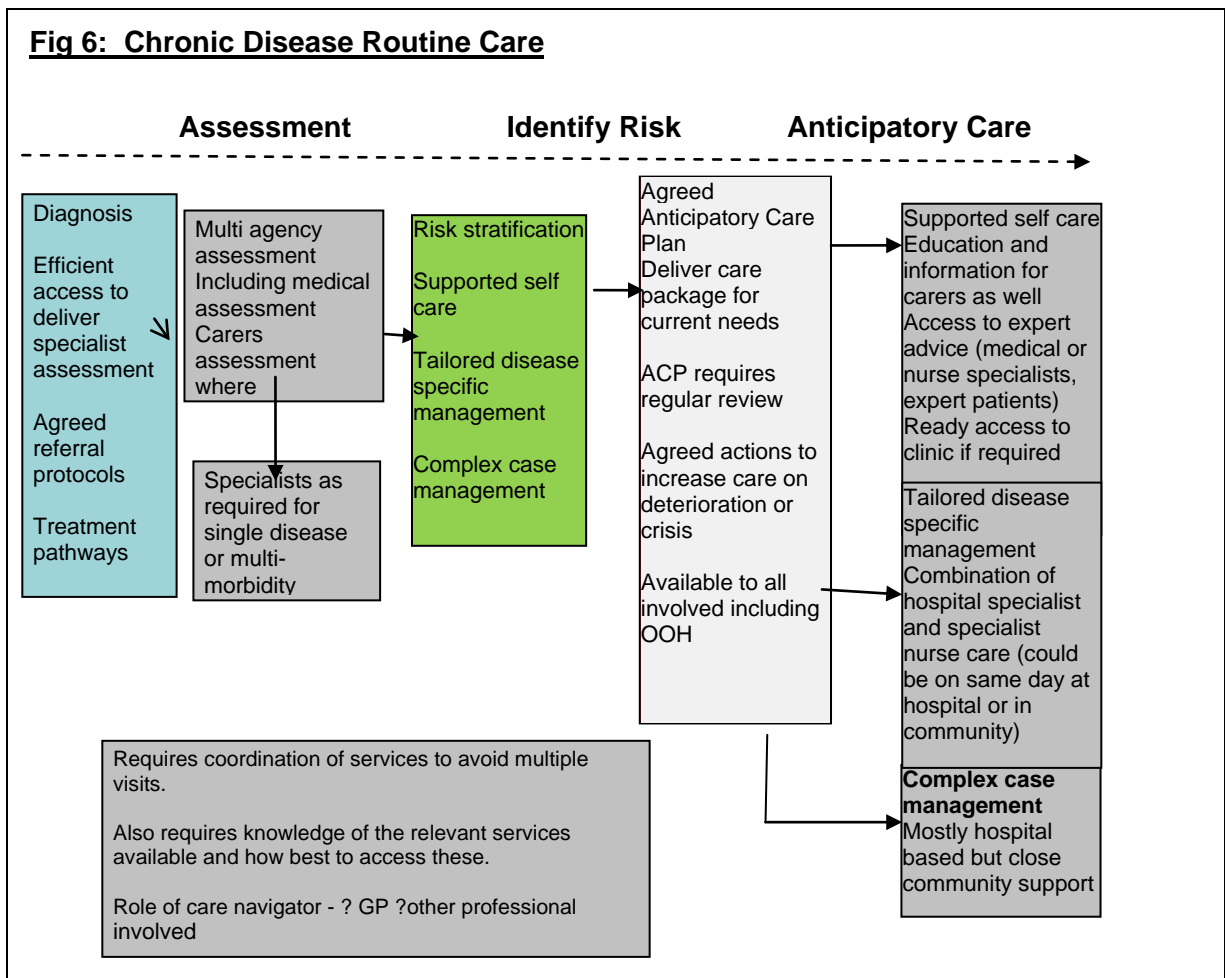 Fig 6: Chronic Disease Routine Care
Assessment
Identify Risk
Anticipatory Care
Diagnosis
Efficient
access to
deliver
specialist
assessment
Agreed
referral
protocols
Treatment
pathways
Multi agency
assessment
Including medical
assessment
Carers
assessment
where
Specialists as
required for
single disease
or multi-
morbidity
Risk stratification
Supported self
care
Tailored disease
specific
management
Complex case
management
Agreed
Anticipatory Care
Plan
Deliver care
package for
current needs
ACP requires
regular review
Agreed actions to
increase care on
deterioration or
crisis
Available to all
involved including
OOH
Supported self care
Education and
information for
carers as well
Access to expert
advice (medical or
nurse specialists,
expert patients)
Ready access to
clinic if required
Tailored disease
specific
management
Combination of
hospital specialist
and specialist
nurse care (could
be on same day at
hospital or in
community)
Complex case
management
Mostly hospital
based but close
community support
Requires coordination of services to avoid multiple
visits.
Also requires knowledge of the relevant services
available and how best to access these.
Role of care navigator - ? GP ?other professional
involved